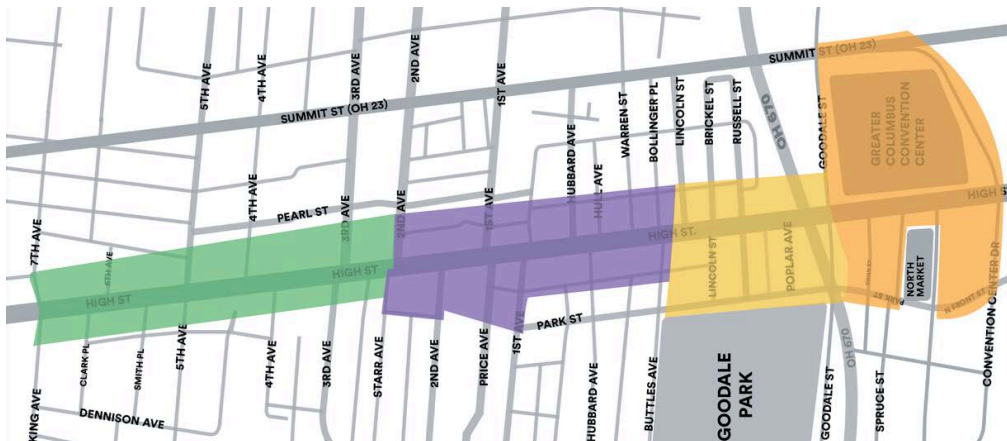 SUMMIT ST (OH 23)
SUMMIT ST (OH 23)
5TH AVE
4TH AVE
3RD AVE
2ND AVE
1ST AVE
WARREN ST
BOLLINGER PL
LINCOLN ST
BRICKEL ST
RUSSELL ST
OH 670
GOODALE ST
GREATER
COLUMBUS
CONVENTION
CENTER
HUBBARD AVE
HULL AVE
7TH AVE
6TH AVE
4TH AVE
PEARL ST
3RD AVE
2ND AVE
1ST AVE
HIGH ST
HIGH ST
HIGH ST.
HIGH S
LINCOLN ST
POPLAR AVE
NORTH
MARKET
PARK ST
PARK
N FRONT ST
CONVENTION CENTER DR
KING AVE
CLARK PL
SMITH PL
5TH AVE
4TH AVE
3RD AVE
STARR AVE
2ND AVE
PRICE AVE
1ST AVE
PARK ST
HUBBARD AVE
BUTTLES AVE
GOODALE
PARK
GOODALE ST
OH 670
SPRUCE ST
DENNISON AVE